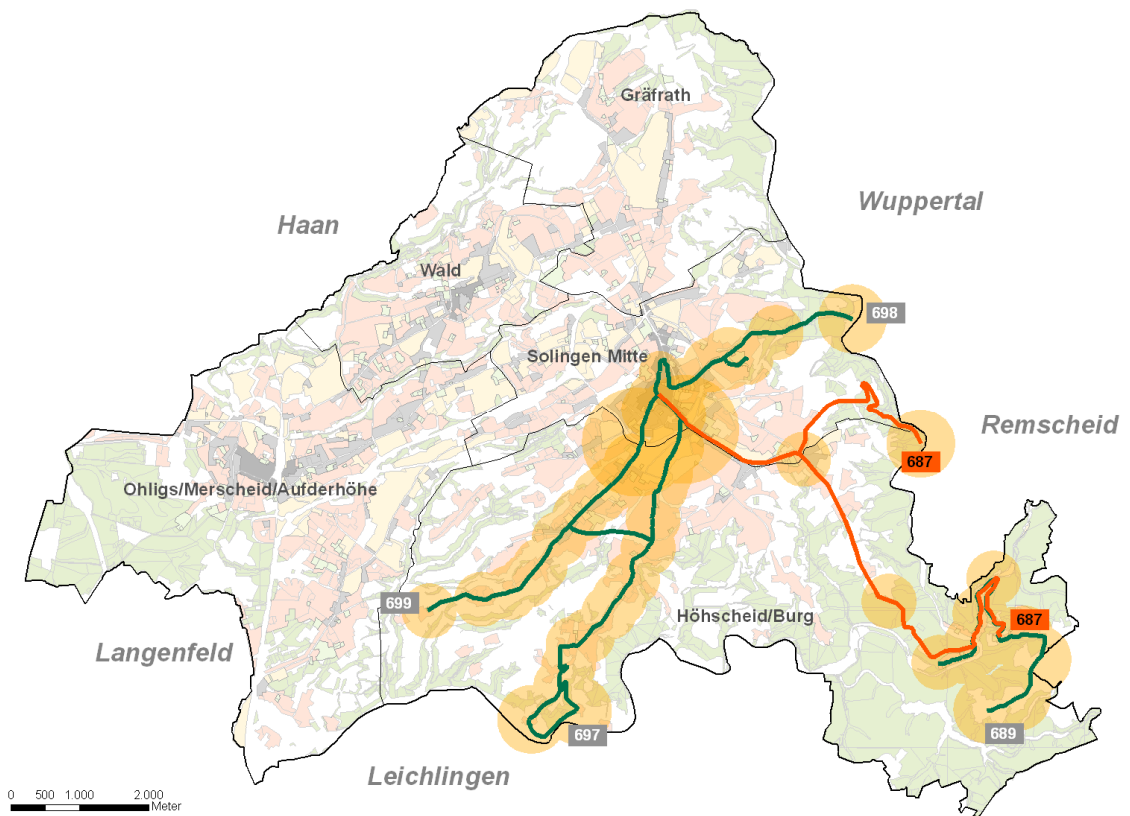 Gräfrath
Wuppertal
Haan
Wald
698
Solingen Mitte
Remscheid
687
Ohligs/Merscheid/Aufderhöhe
699
Höhscheid/Burg
687
Langenfeld
697
689
Leichlingen
0 500 1.000 2.000
Meter